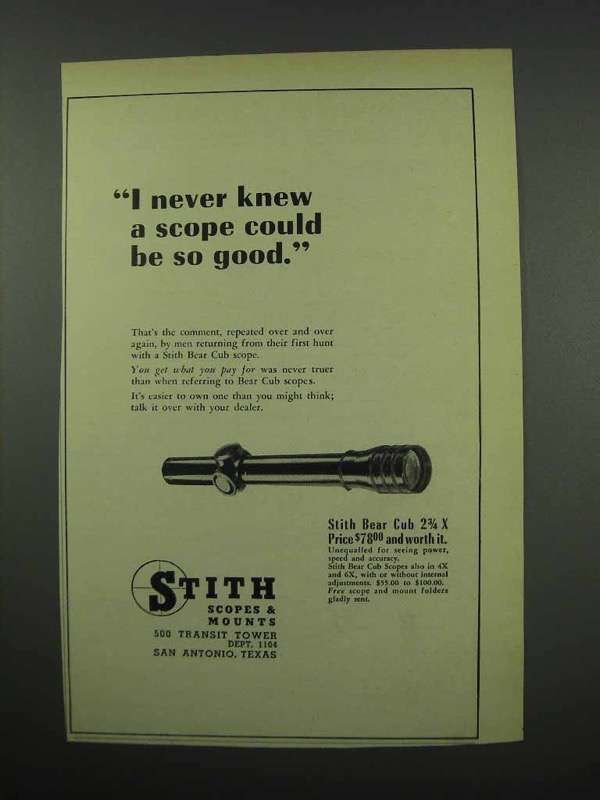 “I never knew
a scope could
be so good.”
That's the comment, repeated over and over
again, by men returning from their first hunt
with a Stith Bear Cub scope.
You get what you pay for was never truer
than when referring to Bear Cub scopes.
It's easier to own one than you might think;
talk it over with your dealer.
Stith Bear Cub 2¾ X
Price $78.00 and worth it.
Unequalled for seeing power,
speed and accuracy.
Stith Bear Cub Scopes also in 4X
and 6X, with or without internal
adjustments. $55.00 to $100.00.
Free scope and mount folders
gladly sent.
STITH
SCOPES &
MOUNTS
500 TRANSIT TOWER
DEPT. 1104
SAN ANTONIO, TEXAS